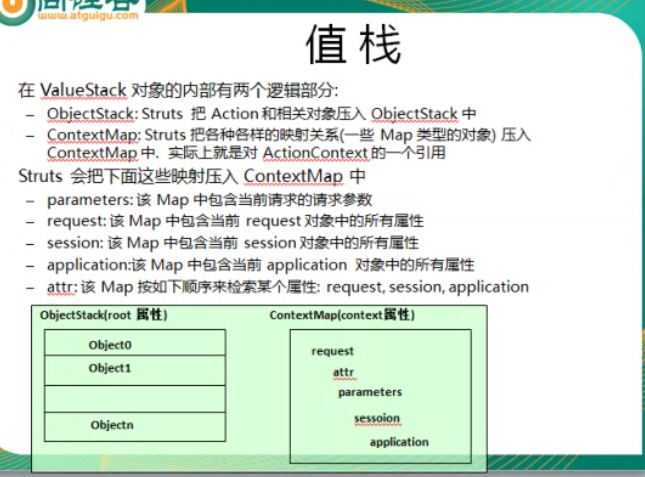 www.atguigu.com
值栈
在 ValueStack 对象的内部有两个逻辑部分:
– ObjectStack: Struts 把 Action 和相关对象压入 ObjectStack 中
– ContextMap: Struts 把各种各样的映射关系(一些 Map 类型的对象) 压入
ContextMap 中. 实际上就是对 ActionContext 的一个引用
Struts 会把下面这些映射压入 ContextMap 中
– parameters: 该 Map 中包含当前请求的请求参数
– request: 该 Map 中包含当前 request 对象中的所有属性
– session: 该 Map 中包含当前 session 对象中的所有属性
– application:该 Map 中包含当前 application 对象中的所有属性
– attr: 该 Map 按如下顺序来检索某个属性: request, session, application
ObjectStack(root 属性)
Object0
Object1
Objectn
ContextMap(context属性)
request
attr
parameters
sessoion
application